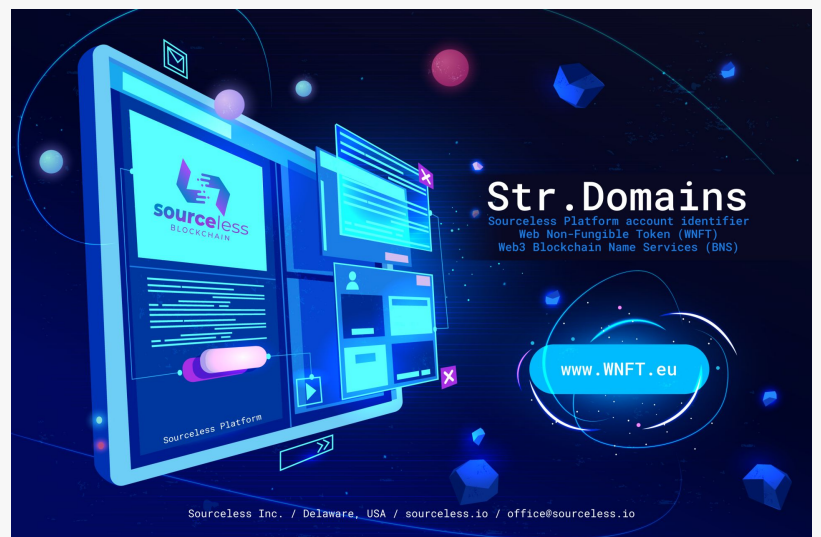 sourceless
BLOCKCHAIN
Sourceless Platform
Str.Domains
Sourceless Platform account identifier
Web Non-Fungible Token (WNFT)
Web3 Blockchain Name Services (BNS)
www.WNFT.eu
Sourceless Inc. / Delaware, USA / sourceless.io / office@sourceless.io